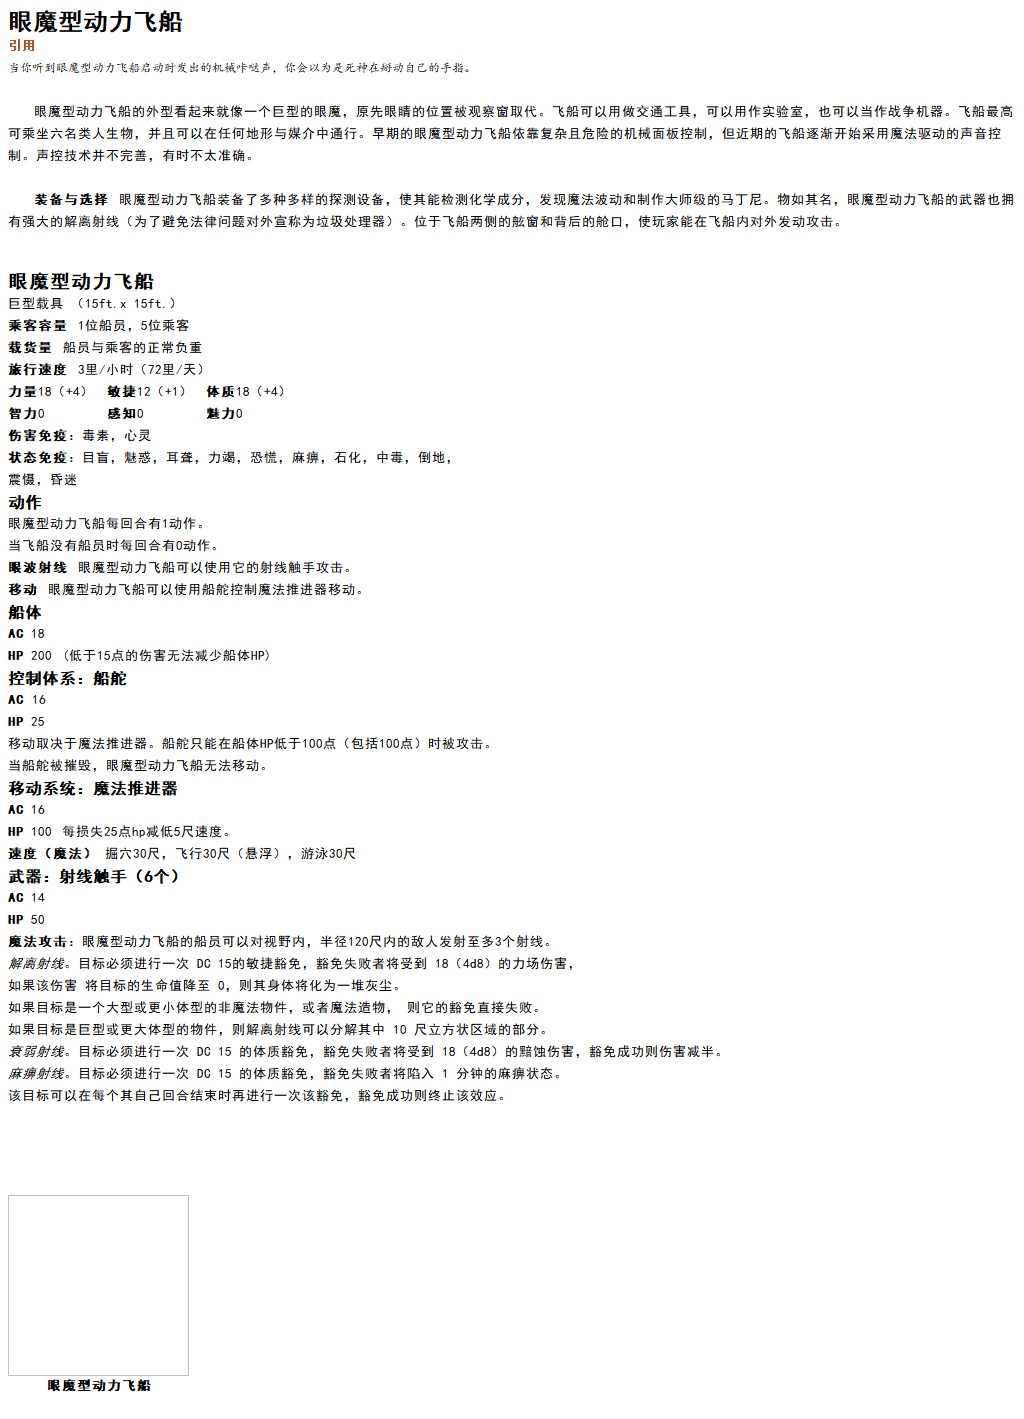 眼魔型动力飞船
引用
当你听到眼魔型动力飞船启动时发出的机械咔哒声，你会以为是死神在掰动自己的手指。
眼魔型动力飞船的外型看起来就像一个巨型的眼魔，原先眼睛的位置被观察窗取代。飞船可以用做交通工具，可以用作实验室，也可以当作战争机器。飞船最高
可乘坐六名类人生物，并且可以在任何地形与媒介中通行。早期的眼魔型动力飞船依靠复杂且危险的机械面板控制，但近期的飞船逐渐开始采用魔法驱动的声音控
制。声控技术并不完善，有时不太准确。
装备与选择 眼魔型动力飞船装备了多种多样的探测设备，使其能检测化学成分，发现魔法波动和制作大师级的马丁尼。物如其名，眼魔型动力飞船的武器也拥
有强大的解离射线（为了避免法律问题对外宣称为垃圾处理器）。位于飞船两侧的舷窗和背后的舱口，使玩家能在飞船内对外发动攻击。
眼魔型动力飞船
巨型载具 （15ft.x 15ft.）
乘客容量 1位船员，5位乘客
载货量 船员与乘客的正常负重
旅行速度 3里/小时（72里/天）
力量18（+4） 敏捷12（+1） 体质18（+4）
智力0 感知0 魅力0
伤害免疫：毒素，心灵
状态免疫：目盲，魅惑，耳聋，力竭，恐慌，麻痹，石化，中毒，倒地，
震慑，昏迷
动作
眼魔型动力飞船每回合有1动作。
当飞船没有船员时每回合有0动作。
眼波射线 眼魔型动力飞船可以使用它的射线触手攻击。
移动 眼魔型动力飞船可以使用船舵控制魔法推进器移动。
船体
AC 18
HP 200 (低于15点的伤害无法减少船体HP)
控制体系：船舵
AC 16
HP 25
移动取决于魔法推进器。船舵只能在船体HP低于100点（包括100点）时被攻击。
当船舵被摧毁，眼魔型动力飞船无法移动。
移动系统：魔法推进器
AC 16
HP 100 每损失25点hp减低5尺速度。
速度（魔法） 掘穴30尺，飞行30尺（悬浮），游泳30尺
武器：射线触手（6个）
AC 14
HP 50
魔法攻击：眼魔型动力飞船的船员可以对视野内，半径120尺内的敌人发射至多3个射线。
解离射线。目标必须进行一次 DC 15的敏捷豁免，豁免失败者将受到 18（4d8）的力场伤害，
如果该伤害 将目标的生命值降至 0，则其身体将化为一堆灰尘。
如果目标是一个大型或更小体型的非魔法物件，或者魔法造物， 则它的豁免直接失败。
如果目标是巨型或更大体型的物件，则解离射线可以分解其中 10 尺立方状区域的部分。
衰弱射线。目标必须进行一次 DC 15 的体质豁免，豁免失败者将受到 18（4d8）的黯蚀伤害，豁免成功则伤害减半。
麻痹射线。目标必须进行一次 DC 15 的体质豁免，豁免失败者将陷入 1 分钟的麻痹状态。
该目标可以在每个其自己回合结束时再进行一次该豁免，豁免成功则终止该效应。
眼魔型动力飞船